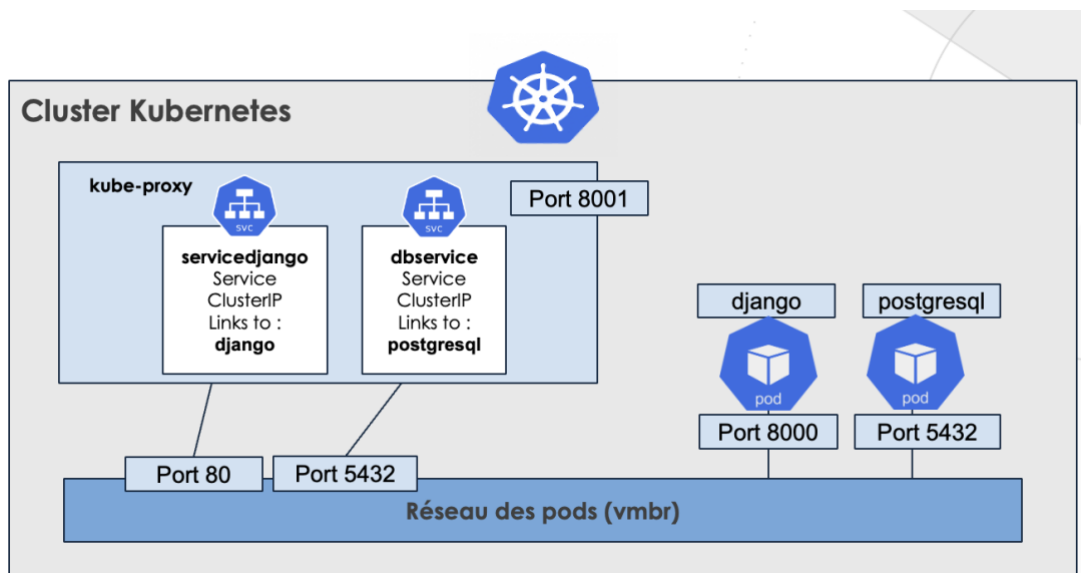 Cluster Kubernetes
kube-proxy
svc
svc
Port 8001
servicedjango
Service
ClusterIP
Links to :
django
dbservice
Service
ClusterIP
Links to :
postgresql
django
postgresql
pod
pod
Port 8000
Port 5432
Port 80
Port 5432
Réseau des pods (vmbr)